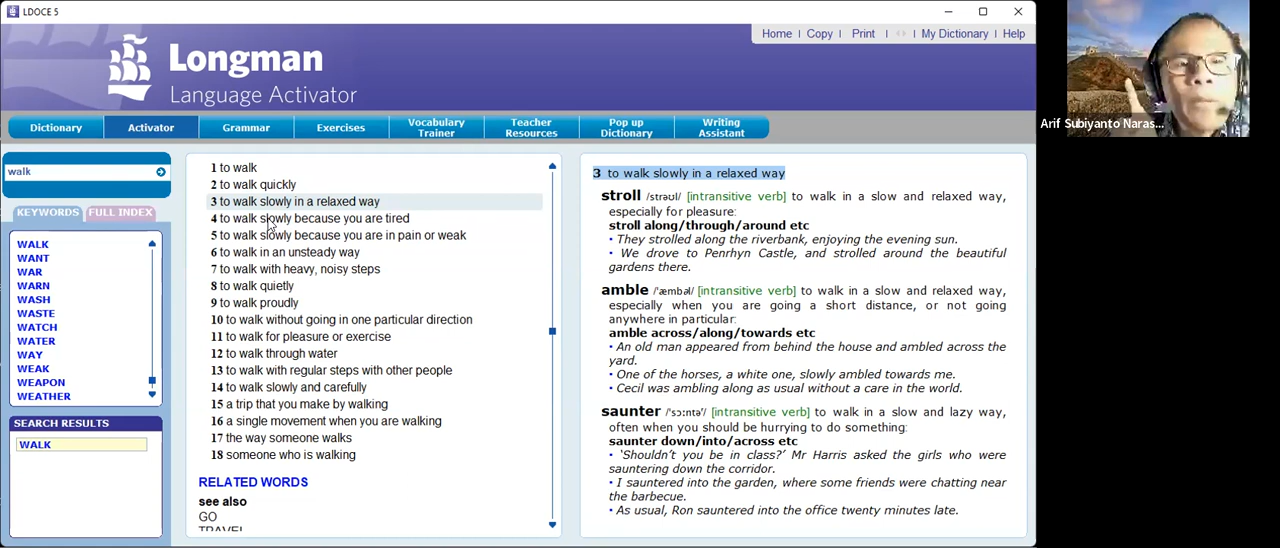 LDOCE 5
Home | Copy | Print | <> | My Dictionary | Help
Longman
Language Activator
Dictionary
Activator
Grammar
Exercises
Vocabulary
Trainer
Teacher
Resources
Pop up
Dictionary
Writing
Assistant
walk
KEYWORDS
FULL INDEX
WALK
WANT
WAR
WARN
WASH
WASTE
WATCH
WATER
WAY
WEAK
WEAPON
WEATHER
SEARCH RESULTS
WALK
1 to walk
2 to walk quickly
3 to walk slowly in a relaxed way
4 to walk slowly because you are tired
5 to walk slowly because you are in pain or weak
6 to walk in an unsteady way
7 to walk with heavy, noisy steps
8 to walk quietly
9 to walk proudly
10 to walk without going in one particular direction
11 to walk for pleasure or exercise
12 to walk through water
13 to walk with regular steps with other people
14 to walk slowly and carefully
15 a trip that you make by walking
16 a single movement when you are walking
17 the way someone walks
18 someone who is walking
RELATED WORDS
see also
GO
TRAVEL
3 to walk slowly in a relaxed way
stroll /strəʊl/ [intransitive verb] to walk in a slow and relaxed way,
especially for pleasure:
stroll along/through/around etc
• They strolled along the riverbank, enjoying the evening sun.
• We drove to Penrhyn Castle, and strolled around the beautiful
gardens there.
amble /ˈæmbəl/ [intransitive verb] to walk in a slow and relaxed way,
especially when you are going a short distance, or not going
anywhere in particular:
amble across/along/towards etc
• An old man appeared from behind the house and ambled across the
yard.
• One of the horses, a white one, slowly ambled towards me.
• Cecil was ambling along as usual without a care in the world.
saunter /ˈsɔːntəʳ/ [intransitive verb] to walk in a slow and lazy way,
often when you should be hurrying to do something:
saunter down/into/across etc
• ‘Shouldn't you be in class?’ Mr Harris asked the girls who were
sauntering down the corridor.
• I sauntered into the garden, where some friends were chatting near
the barbecue.
• As usual, Ron sauntered into the office twenty minutes late.
Arif Subiyanto Naras...